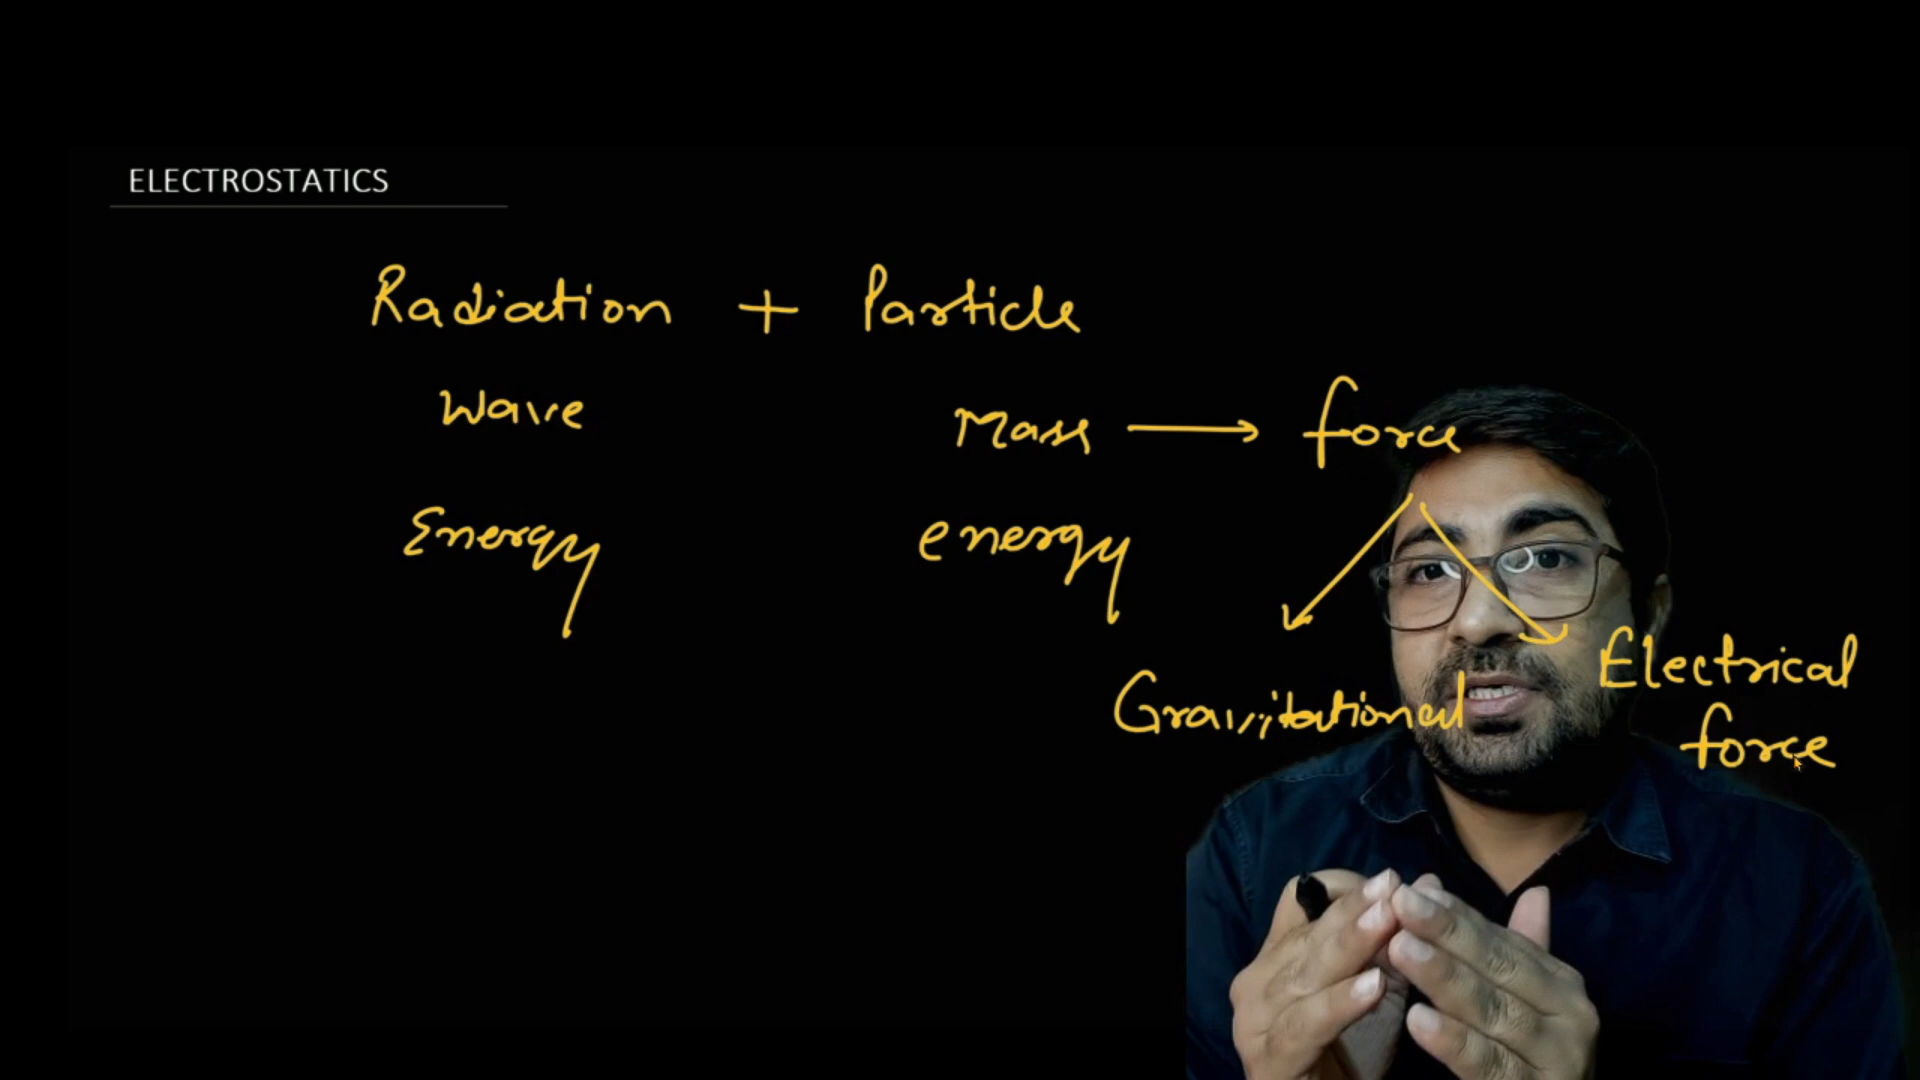 ELECTROSTATICS
Radiation + Particle
Wave
Mass → force
Energy
energy
Gravitational
Electrical
force